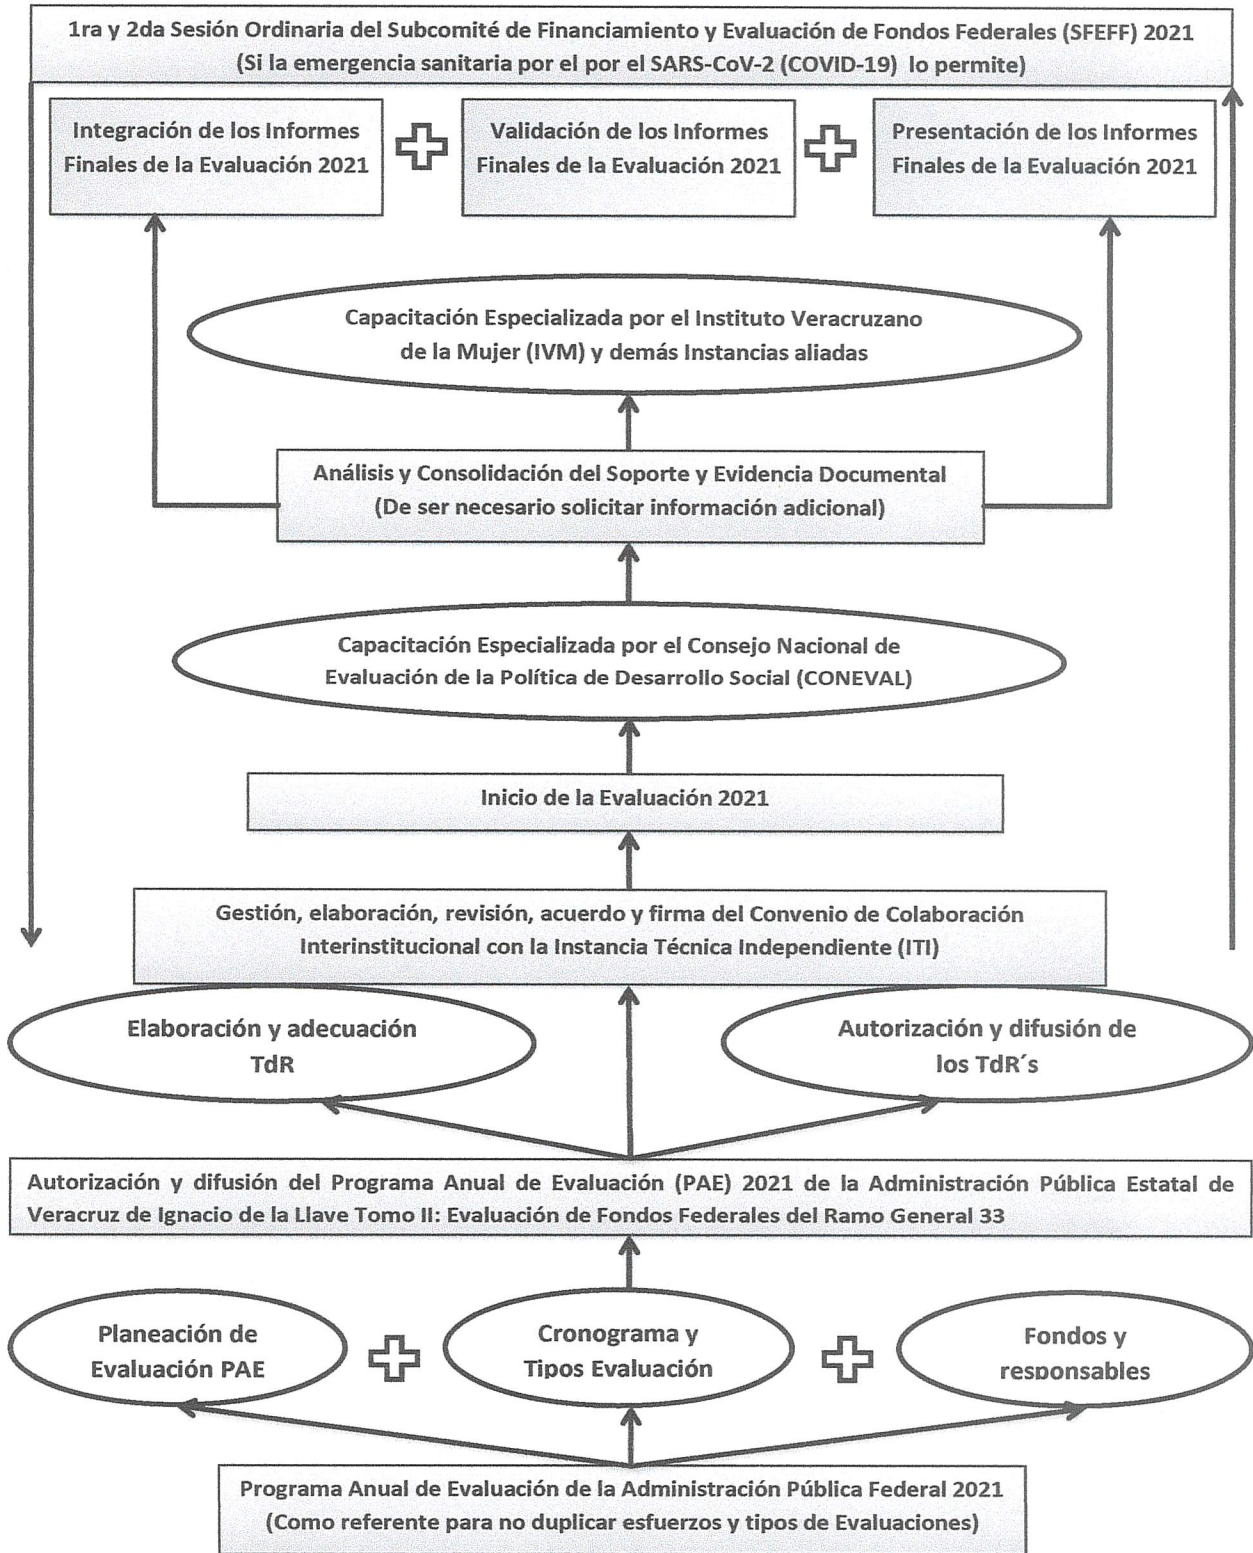 1ra y 2da Sesión Ordinaria del Subcomité de Financiamiento y Evaluación de Fondos Federales (SFEFF) 2021
(Si la emergencia sanitaria por el por el SARS-CoV-2 (COVID-19) lo permite)
Integración de los Informes
Finales de la Evaluación 2021
Validación de los Informes
Finales de la Evaluación 2021
Presentación de los Informes
Finales de la Evaluación 2021
Capacitación Especializada por el Instituto Veracruzano
de la Mujer (IVM) y demás Instancias aliadas
Análisis y Consolidación del Soporte y Evidencia Documental
(De ser necesario solicitar información adicional)
Capacitación Especializada por el Consejo Nacional de
Evaluación de la Política de Desarrollo Social (CONEVAL)
Inicio de la Evaluación 2021
Gestión, elaboración, revisión, acuerdo y firma del Convenio de Colaboración
Interinstitucional con la Instancia Técnica Independiente (ITI)
Elaboración y adecuación
TdR
Autorización y difusión de
los TdR´s
Autorización y difusión del Programa Anual de Evaluación (PAE) 2021 de la Administración Pública Estatal de
Veracruz de Ignacio de la Llave Tomo II: Evaluación de Fondos Federales del Ramo General 33
Planeación de
Evaluación PAE
Cronograma y
Tipos Evaluación
Fondos y
responsables
Programa Anual de Evaluación de la Administración Pública Federal 2021
(Como referente para no duplicar esfuerzos y tipos de Evaluaciones)